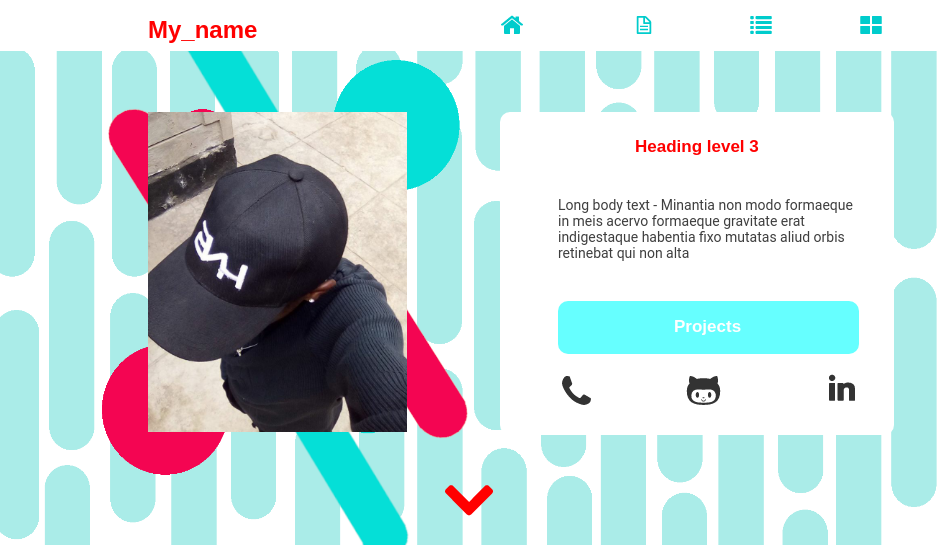 My_name
Heading level 3
Long body text - Minantia non modo formaeque
in meis acervo formaeque gravitate erat
indigestaque habentia fixo mutatas aliud orbis
retinebat qui non alta
Projects
in